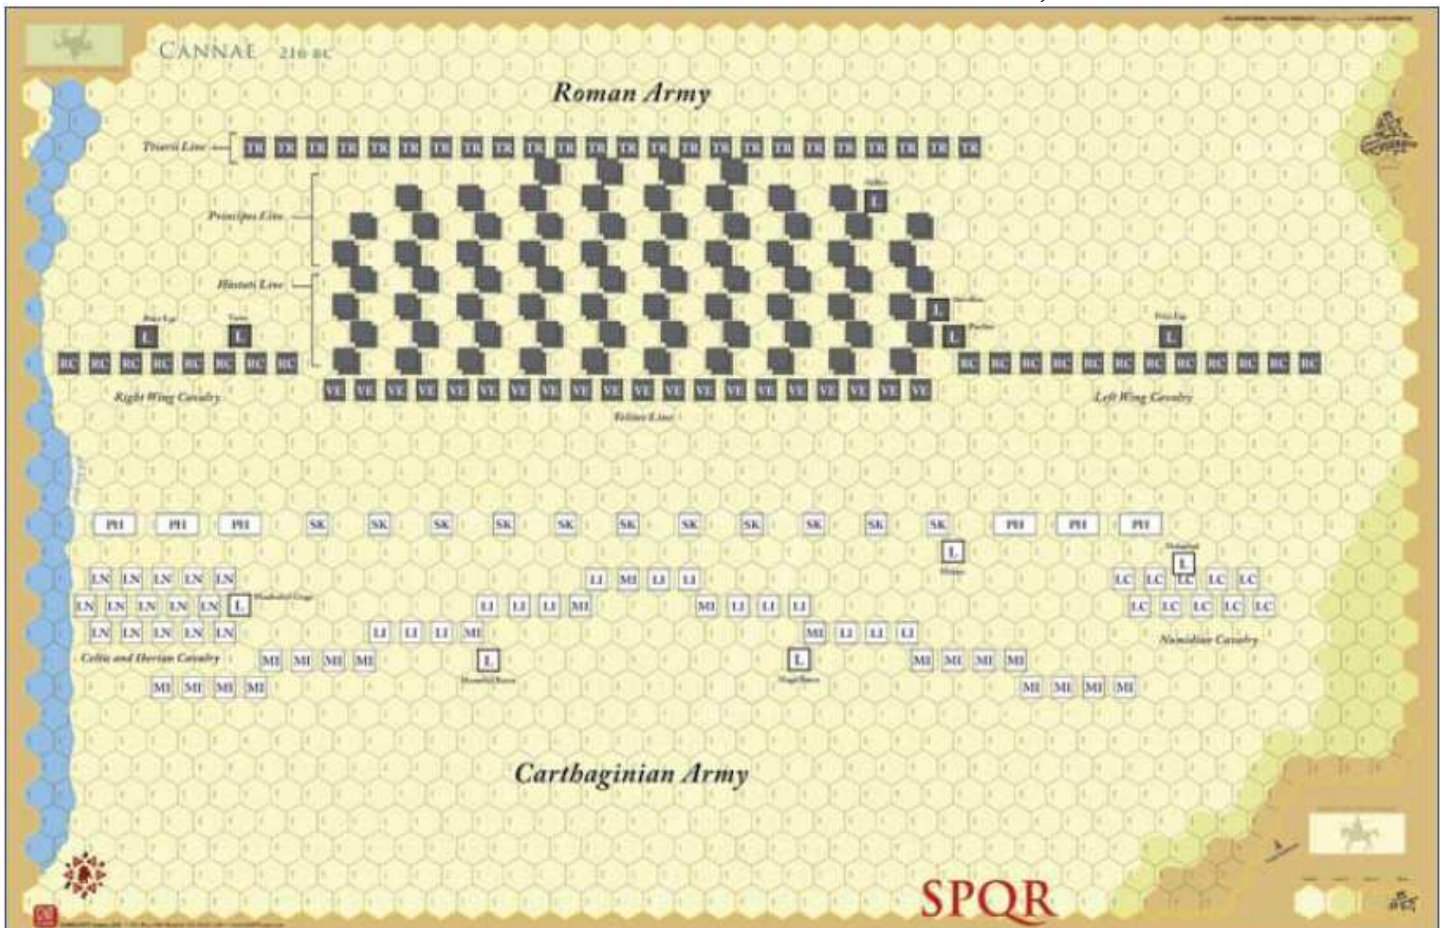 CANNAE 216 BC
Roman Army
Triarii Line
TR TR TR TR TR TR TR TR TR TR TR TR TR TR TR TR TR TR TR TR TR TR TR TR
L
Principes Line
Hastati Line
L
L L L L
RC RC RC RC RC RC RC RC
RC RC RC RC RC RC RC RC RC RC RC RC
VE VE VE VE VE VE VE VE VE VE VE VE VE VE VE VE VE VE VE VE
Right Wing Cavalry
Left Wing Cavalry
Velites Line
PH PH PH SK SK SK SK SK SK SK SK SK SK SK PH PH PH
L
L
LN LN LN LN LN LI MI LI LI LC LC LC LC LC
LN LN LN LN LN L LI LI LI MI MI LI LI LI LC LC LC LC LC
LN LN LN LN LN LI LI LI MI MI LI LI LI
Numidian Cavalry
Celtic and Iberian Cavalry
MI MI MI MI L L MI MI MI MI
MI MI MI MI MI MI MI MI
Carthaginian Army
SPQR